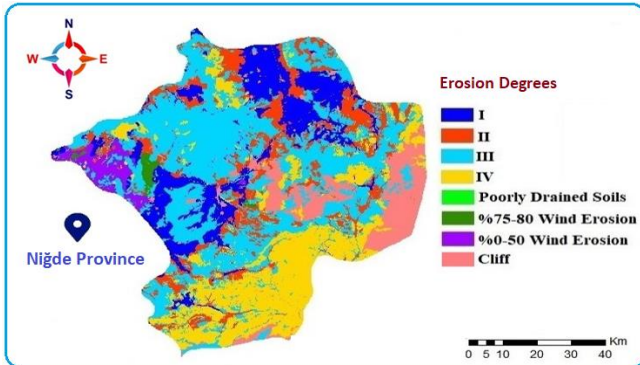 N
W E
S
Erosion Degrees
I
II
III
IV
Poorly Drained Soils
%75-80 Wind Erosion
%0-50 Wind Erosion
Cliff
Niğde Province
Km
0 5 10 20 30 40